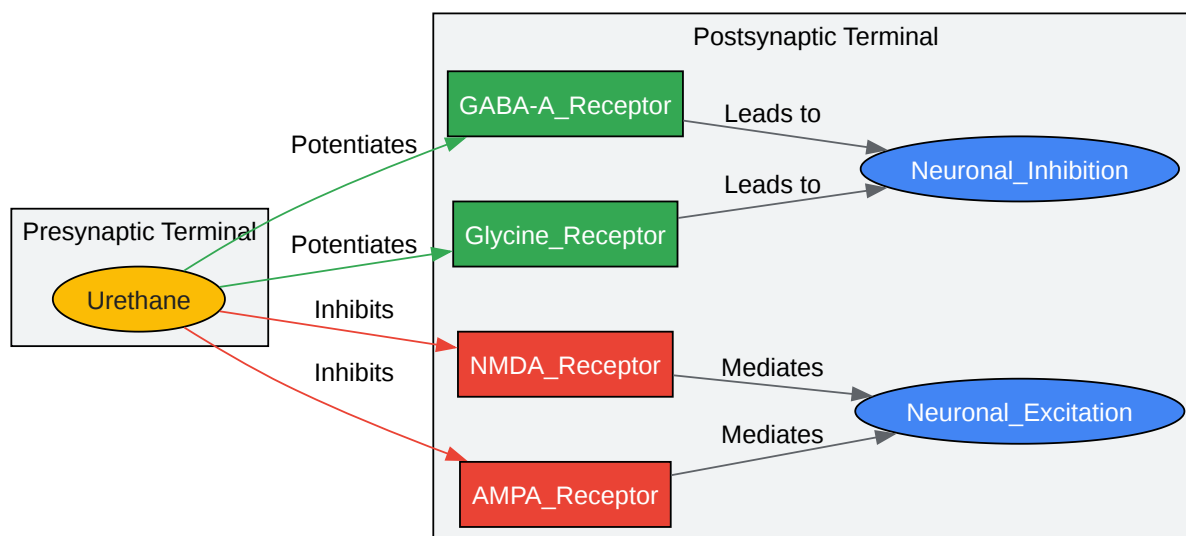 Postsynaptic Terminal
GABA-A_Receptor
Leads to
Potentiates
Neuronal_Inhibition
Leads to
Presynaptic Terminal
Potentiates
Glycine_Receptor
Urethane
Inhibits
NMDA_Receptor
Mediates
Inhibits
Neuronal_Excitation
Mediates
AMPA_Receptor